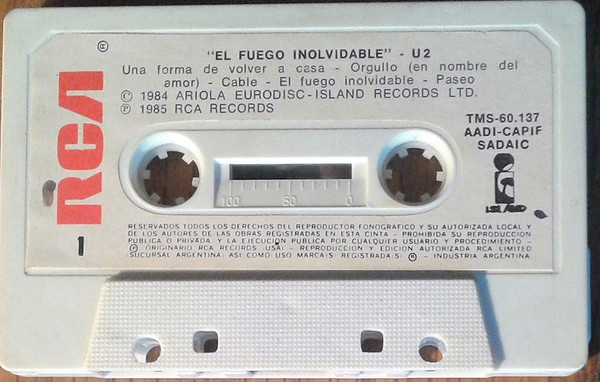 "EL FUEGO INOLVIDABLE" - U2
Una forma de volver a casa - Orgullo (en nombre del
amor) - Cable - El fuego inolvidable - Paseo
© 1984 ARIOLA EURODISC-ISLAND RECORDS LTD.
℗ 1985 RCA RECORDS
RCA ®
TMS-60.137
AADI-CAPIF
SADAIC
ISLAND
100 50 0
1
RESERVADOS TODOS LOS DERECHOS DEL REPRODUCTOR FONOGRAFICO Y SU AUTORIZADA LOCAL Y
DE LOS AUTORES DE LAS OBRAS REGISTRADAS EN ESTA CINTA - PROHIBIDA SU REPRODUCCION
PUBLICA O PRIVADA Y LA EJECUCION PUBLICA POR CUALQUIER USUARIO Y PROCEDIMIENTO -
℗ ORIGINARIO RCA RECORDS (USA) - REPRODUCCION Y EDICION AUTORIZADA RCA LIMITED
(SUCURSAL ARGENTINA) ASI COMO USO MARCA(S) REGISTRADA(S) ® - INDUSTRIA ARGENTINA